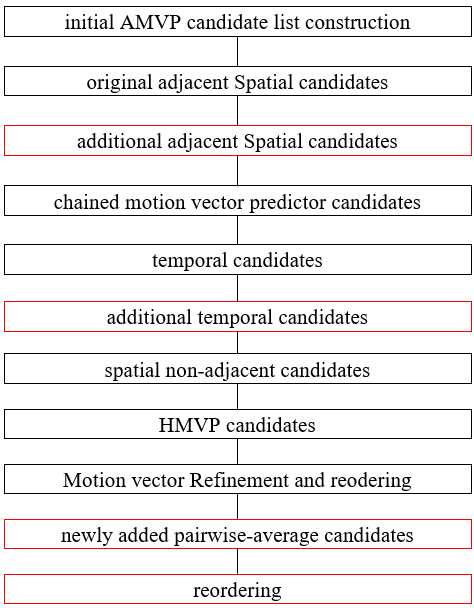 initial AMVP candidate list construction
original adjacent Spatial candidates
additional adjacent Spatial candidates
chained motion vector predictor candidates
temporal candidates
additional temporal candidates
spatial non-adjacent candidates
HMVP candidates
Motion vector Refinement and reodering
newly added pairwise-average candidates
reordering